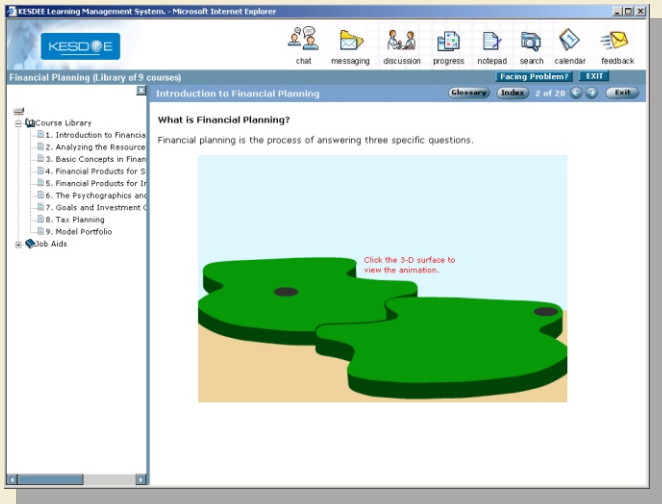 KESDEE Learning Management System. - Microsoft Internet Explorer
KESDEE
chat messaging discussion progress notepad search calendar feedback
Financial Planning (Library of 9 courses)
Facing Problem? EXIT
Introduction to Financial Planning
Glossary Index 2 of 20 Exit
Course Library
1. Introduction to Financia
2. Analyzing the Resource
3. Basic Concepts in Finan
4. Financial Products for S
5. Financial Products for Ir
6. The Psychographics and
7. Goals and Investment C
8. Tax Planning
9. Model Portfolio
Job Aids
What is Financial Planning?
Financial planning is the process of answering three specific questions.
Click the 3-D surface to
view the animation.